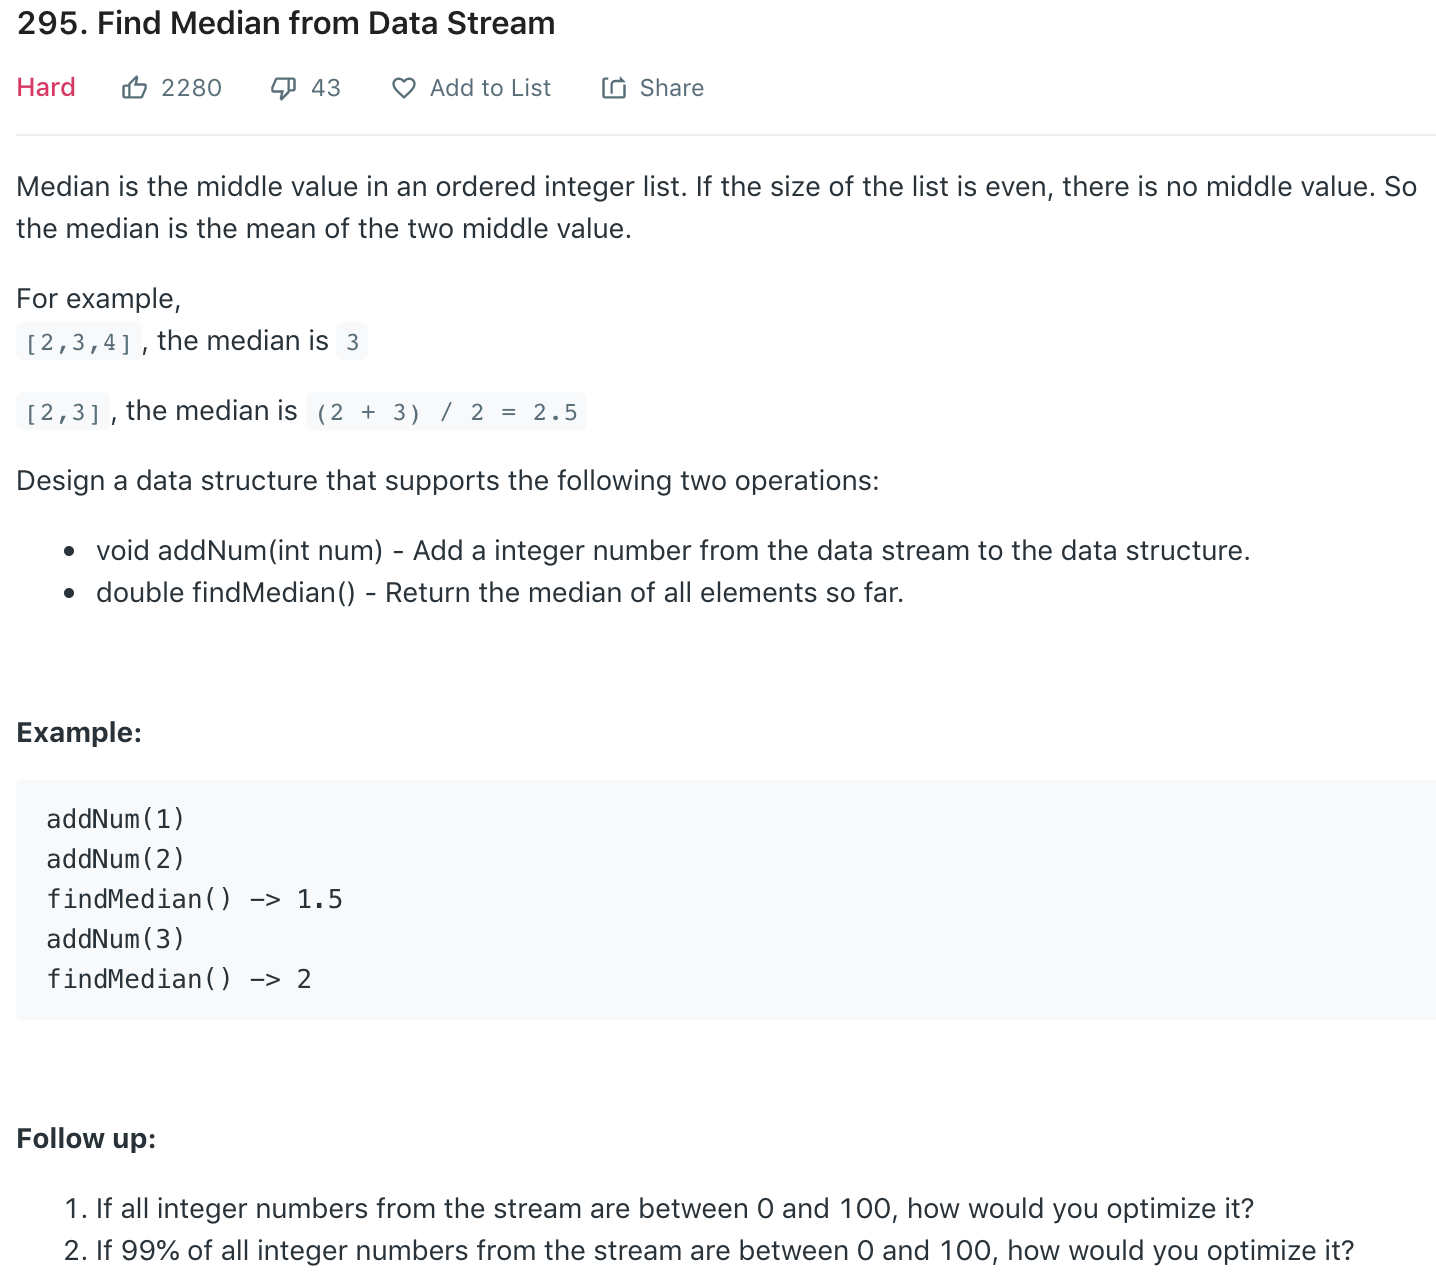 295. Find Median from Data Stream
Hard 2280 43 Add to List Share
Median is the middle value in an ordered integer list. If the size of the list is even, there is no middle value. So
the median is the mean of the two middle value.
For example,
[2,3,4] , the median is 3
[2,3] , the median is (2 + 3) / 2 = 2.5
Design a data structure that supports the following two operations:
• void addNum(int num) - Add a integer number from the data stream to the data structure.
• double findMedian() - Return the median of all elements so far.
Example:
addNum(1)
addNum(2)
findMedian() -> 1.5
addNum(3)
findMedian() -> 2
Follow up:
1. If all integer numbers from the stream are between 0 and 100, how would you optimize it?
2. If 99% of all integer numbers from the stream are between 0 and 100, how would you optimize it?